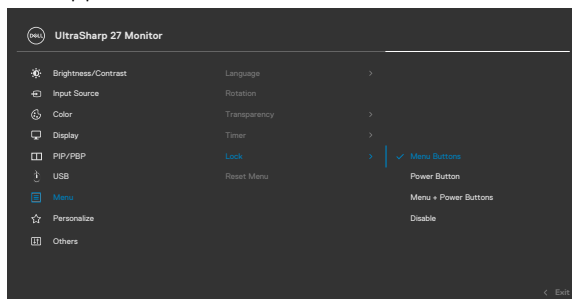 DELL UltraSharp 27 Monitor
Brightness/Contrast Language >
Input Source Rotation
Color Transparency >
Display Timer >
PIP/PBP Lock > ✓ Menu Buttons
USB Reset Menu Power Button
Menu Menu + Power Buttons
Personalize Disable
Others
< Exit